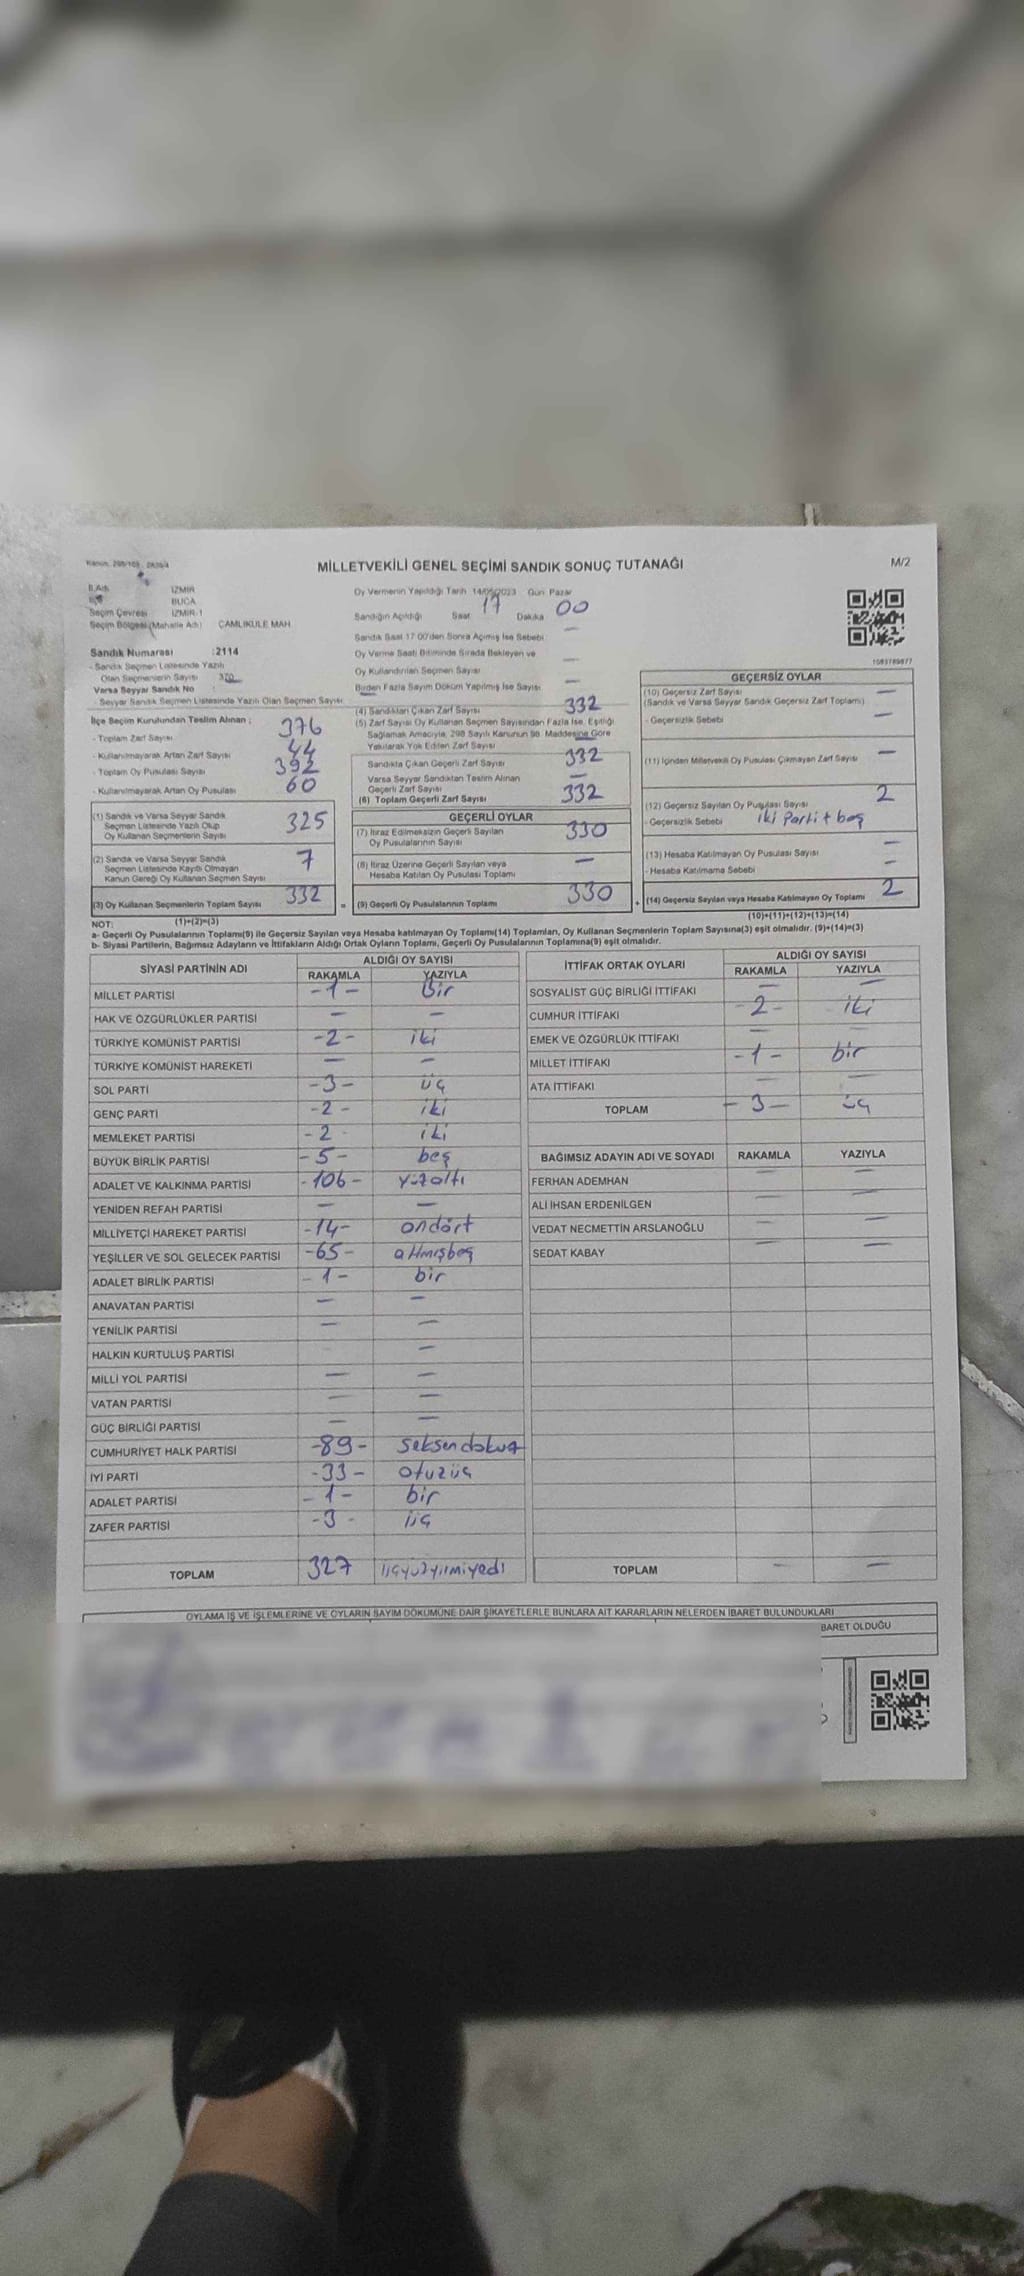 Kanun: 298/103 , 2839/4
MİLLETVEKİLİ GENEL SEÇİMİ SANDIK SONUÇ TUTANAĞI
M/2
İl Adı İZMİR
BUCA
Seçim Çevresi İZMİR-1
Seçim Bölgesi (Mahalle Adı) ÇAMLIKULE MAH.
Sandık Numarası :2114
- Sandık Seçmen Listesinde Yazılı
Olan Seçmenlerin Sayısı 370
Varsa Seyyar Sandık No :
Seyyar Sandık Seçmen Listesinde Yazılı Olan Seçmen Sayısı
İlçe Seçim Kurulundan Teslim Alınan ;
- Toplam Zarf Sayısı 376
- Kullanılmayarak Artan Zarf Sayısı 44
- Toplam Oy Pusulası Sayısı 392
- Kullanılmayarak Artan Oy Pusulası 60
(1) Sandık ve Varsa Seyyar Sandık
Seçmen Listesinde Yazılı Olup
Oy Kullanan Seçmenlerin Sayısı 325
(2) Sandık ve Varsa Seyyar Sandık
Seçmen Listesinde Kaydı Olmayan
Kanun Gereği Oy Kullanan Seçmen Sayısı 7
(3) Oy Kullanan Seçmenlerin Toplam Sayısı 332 =
(1)+(2)=(3)
Oy Vermenin Yapıldığı Tarih 14/05/2023 Gün Pazar
Sandığın Açıldığı Saat 17 Dakika 00
Sandık Saat 17 00'den Sonra Açımış İse Sebebi —
Oy Verme Saati Bitiminde Sırada Bekleyen ve
Oy Kullandırılan Seçmen Sayısı —
Birden Fazla Sayım Döküm Yapılmış İse Sayısı —
(4) Sandıktan Çıkan Zarf Sayısı 332
(5) Zarf Sayısı Oy Kullanan Seçmen Sayısından Fazla İse, Eşitliği
Sağlamak Amacıyla, 298 Sayılı Kanunun 98. Maddesine Göre
Yakılarak Yok Edilen Zarf Sayısı —
Sandıkta Çıkan Geçerli Zarf Sayısı 332
Varsa Seyyar Sandıktan Teslim Alınan
Geçerli Zarf Sayısı —
(6) Toplam Geçerli Zarf Sayısı 332
GEÇERLİ OYLAR
(7) İtiraz Edilmeksizin Geçerli Sayılan
Oy Pusulalarının Sayısı 330
(8) İtiraz Üzerine Geçerli Sayılan veya
Hesaba Katılan Oy Pusulası Toplamı —
(9) Geçerli Oy Pusulalarının Toplamı 330 +
1083789877
GEÇERSİZ OYLAR
(10) Geçersiz Zarf Sayısı —
(Sandık ve Varsa Seyyar Sandık Geçersiz Zarf Toplamı)
- Geçersizlik Sebebi —
(11) İçinden Milletvekili Oy Pusulası Çıkmayan Zarf Sayısı —
(12) Geçersiz Sayılan Oy Pusulası Sayısı 2
- Geçersizlik Sebebi iki Parti + boş
(13) Hesaba Katılmayan Oy Pusulası Sayısı —
- Hesaba Katılmama Sebebi —
(14) Geçersiz Sayılan veya Hesaba Katılmayan Oy Toplamı 2
(10)+(11)+(12)+(13)=(14)
NOT:
a- Geçerli Oy Pusulalarının Toplamı(9) ile Geçersiz Sayılan veya Hesaba katılmayan Oy Toplamı(14) Toplamları, Oy Kullanan Seçmenlerin Toplam Sayısına(3) eşit olmalıdır. (9)+(14)=(3)
b- Siyasi Partilerin, Bağımsız Adayların ve İttifakların Aldığı Ortak Oyların Toplamı, Geçerli Oy Pusulalarının Toplamına(9) eşit olmalıdır.
SİYASİ PARTİNİN ADI ALDIĞI OY SAYISI
RAKAMLA YAZIYLA
MİLLET PARTİSİ -1- Bir
HAK VE ÖZGÜRLÜKLER PARTİSİ — —
TÜRKİYE KOMÜNİST PARTİSİ -2- iki
TÜRKİYE KOMÜNİST HAREKETİ — —
SOL PARTİ -3- üç
GENÇ PARTİ -2- iki
MEMLEKET PARTİSİ -2- iki
BÜYÜK BİRLİK PARTİSİ -5- beş
ADALET VE KALKINMA PARTİSİ -106- yüzaltı
YENİDEN REFAH PARTİSİ — —
MİLLİYETÇİ HAREKET PARTİSİ -14- ondört
YEŞİLLER VE SOL GELECEK PARTİSİ -65- altmışbeş
ADALET BİRLİK PARTİSİ -1- bir
ANAVATAN PARTİSİ — —
YENİLİK PARTİSİ — —
HALKIN KURTULUŞ PARTİSİ —
MİLLİ YOL PARTİSİ — —
VATAN PARTİSİ — —
GÜÇ BİRLİĞİ PARTİSİ — —
CUMHURİYET HALK PARTİSİ -89- seksendokuz
İYİ PARTİ -33- otuzüç
ADALET PARTİSİ -1- bir
ZAFER PARTİSİ -3- üç
TOPLAM 327 üçyüzyirmiyedi
İTTİFAK ORTAK OYLARI ALDIĞI OY SAYISI
RAKAMLA YAZIYLA
SOSYALİST GÜÇ BİRLİĞİ İTTİFAKI — —
CUMHUR İTTİFAKI -2- iki
EMEK VE ÖZGÜRLÜK İTTİFAKI — —
MİLLET İTTİFAKI -1- bir
ATA İTTİFAKI — —
TOPLAM -3- üç
BAĞIMSIZ ADAYIN ADI VE SOYADI RAKAMLA YAZIYLA
FERHAN ADEMHAN — —
ALİ İHSAN ERDENİLGEN — —
VEDAT NECMETTİN ARSLANOĞLU — —
SEDAT KABAY — —
TOPLAM — —
OYLAMA İŞ VE İŞLEMLERİNE VE OYLARIN SAYIM DÖKÜMÜNE DAİR ŞİKAYETLERLE BUNLARA AİT KARARLARIN NELERDEN İBARET BULUNDUKLARI
BARET OLDUĞU